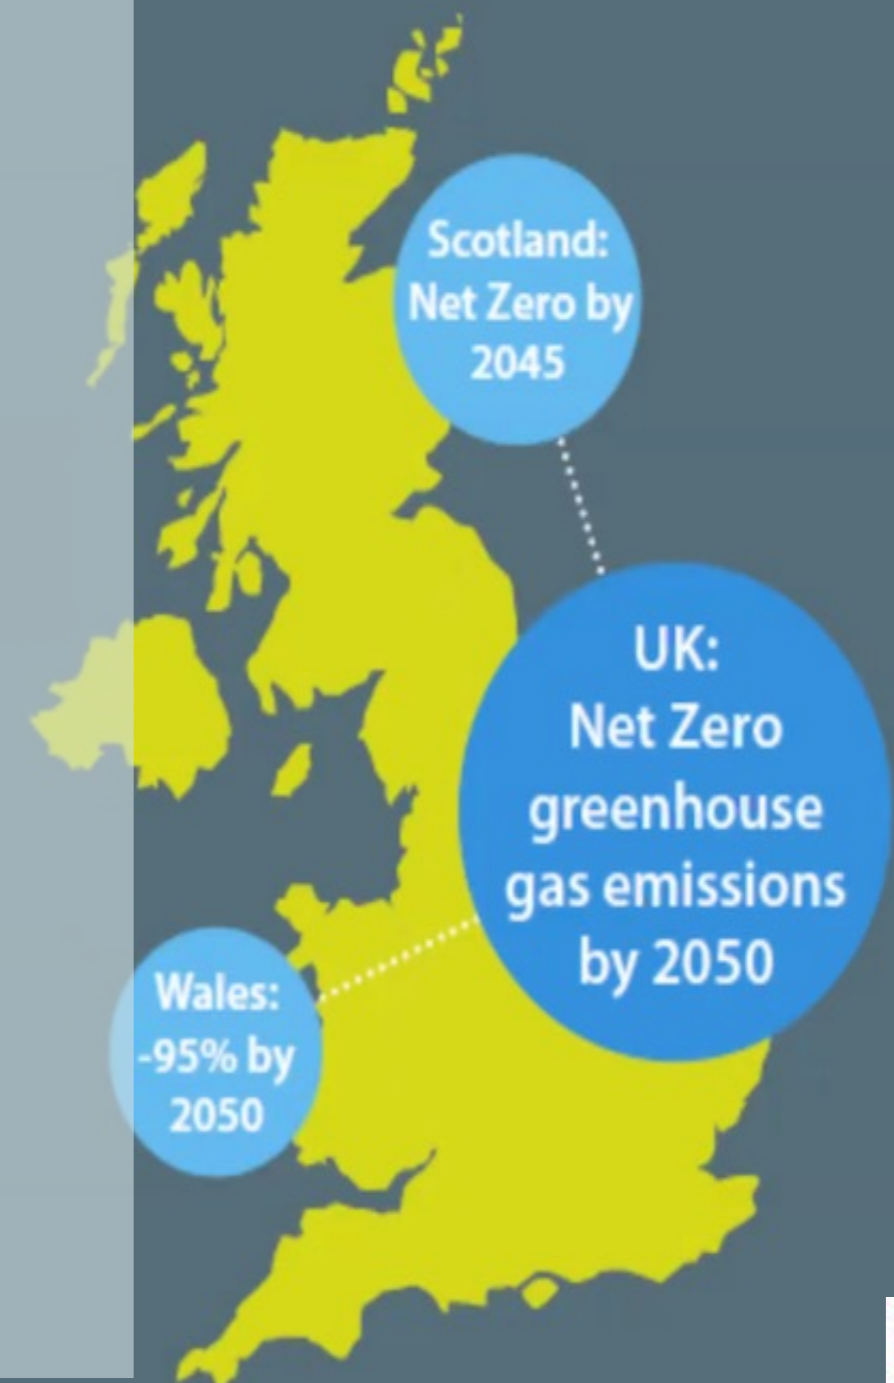 Scotland:
Net Zero by
2045
UK:
Net Zero
greenhouse
gas emissions
by 2050
Wales:
-95% by
2050